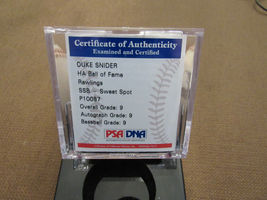 Certificate of Authenticity
Examined and Certified
DUKE SNIDER
HA Ball of Fame
Rawlings
SSB - Sweet Spot
P10087
Overall Grade: 9
Autograph Grade: 9
Baseball Grade: 9
PSA DNA